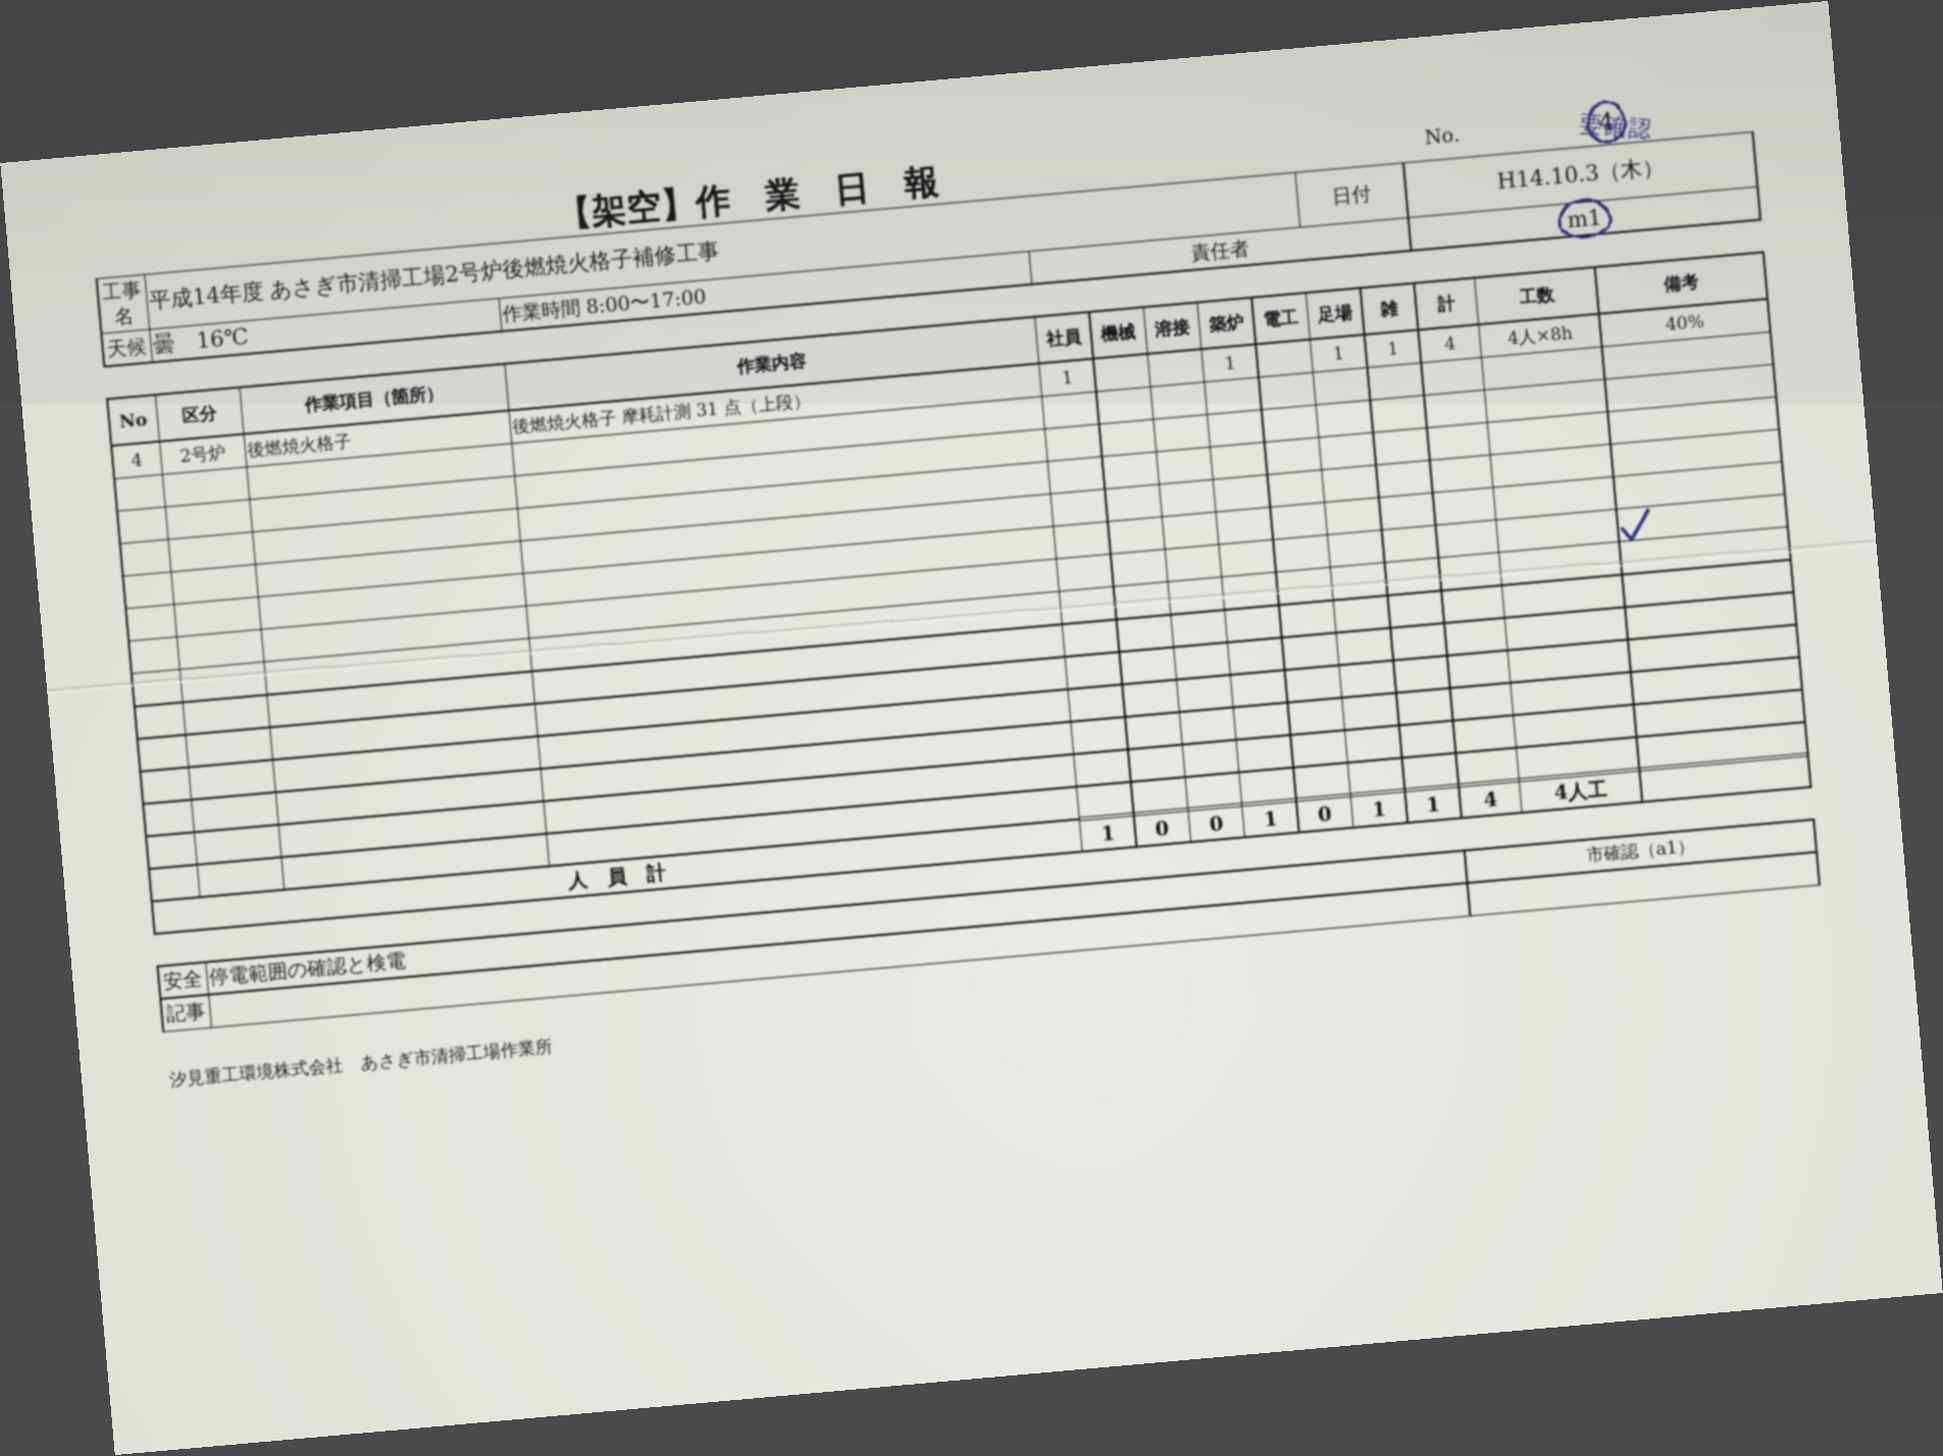 No. 4 要確認
【架空】作 業 日 報
工事名 平成14年度 あさぎ市清掃工場2号炉後燃焼火格子補修工事 日付 H14.10.3（木）
天候 曇 16℃ 作業時間 8:00〜17:00 責任者 m1
No 区分 作業項目（箇所） 作業内容 社員 機械 溶接 築炉 電工 足場 雑 計 工数 備考
4 2号炉 後燃焼火格子 後燃焼火格子 摩耗計測 31 点（上段） 1 1 1 1 4 4人×8h 40%
人 員 計 1 0 0 1 0 1 1 4 4人工
安全 停電範囲の確認と検電 市確認（a1）
記事
汐見重工環境株式会社 あさぎ市清掃工場作業所